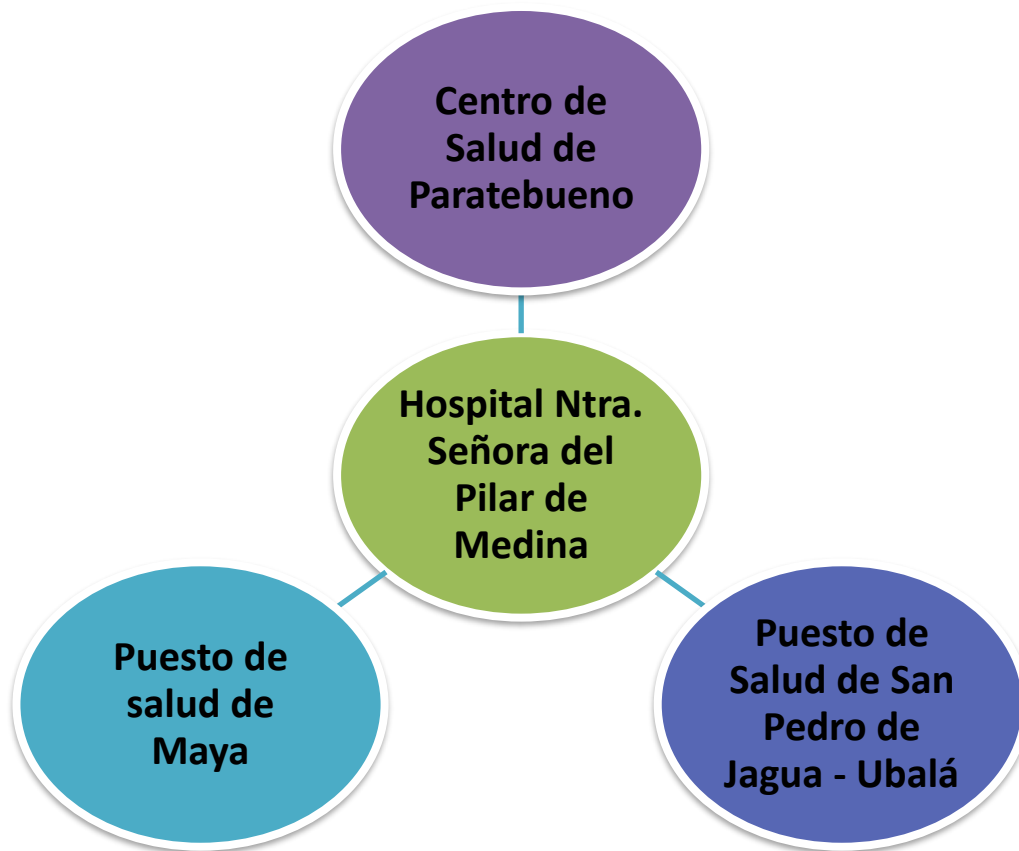 Centro de
Salud de
Paratebueno
Hospital Ntra.
Señora del
Pilar de
Medina
Puesto de
salud de
Maya
Puesto de
Salud de San
Pedro de
Jagua - Ubalá